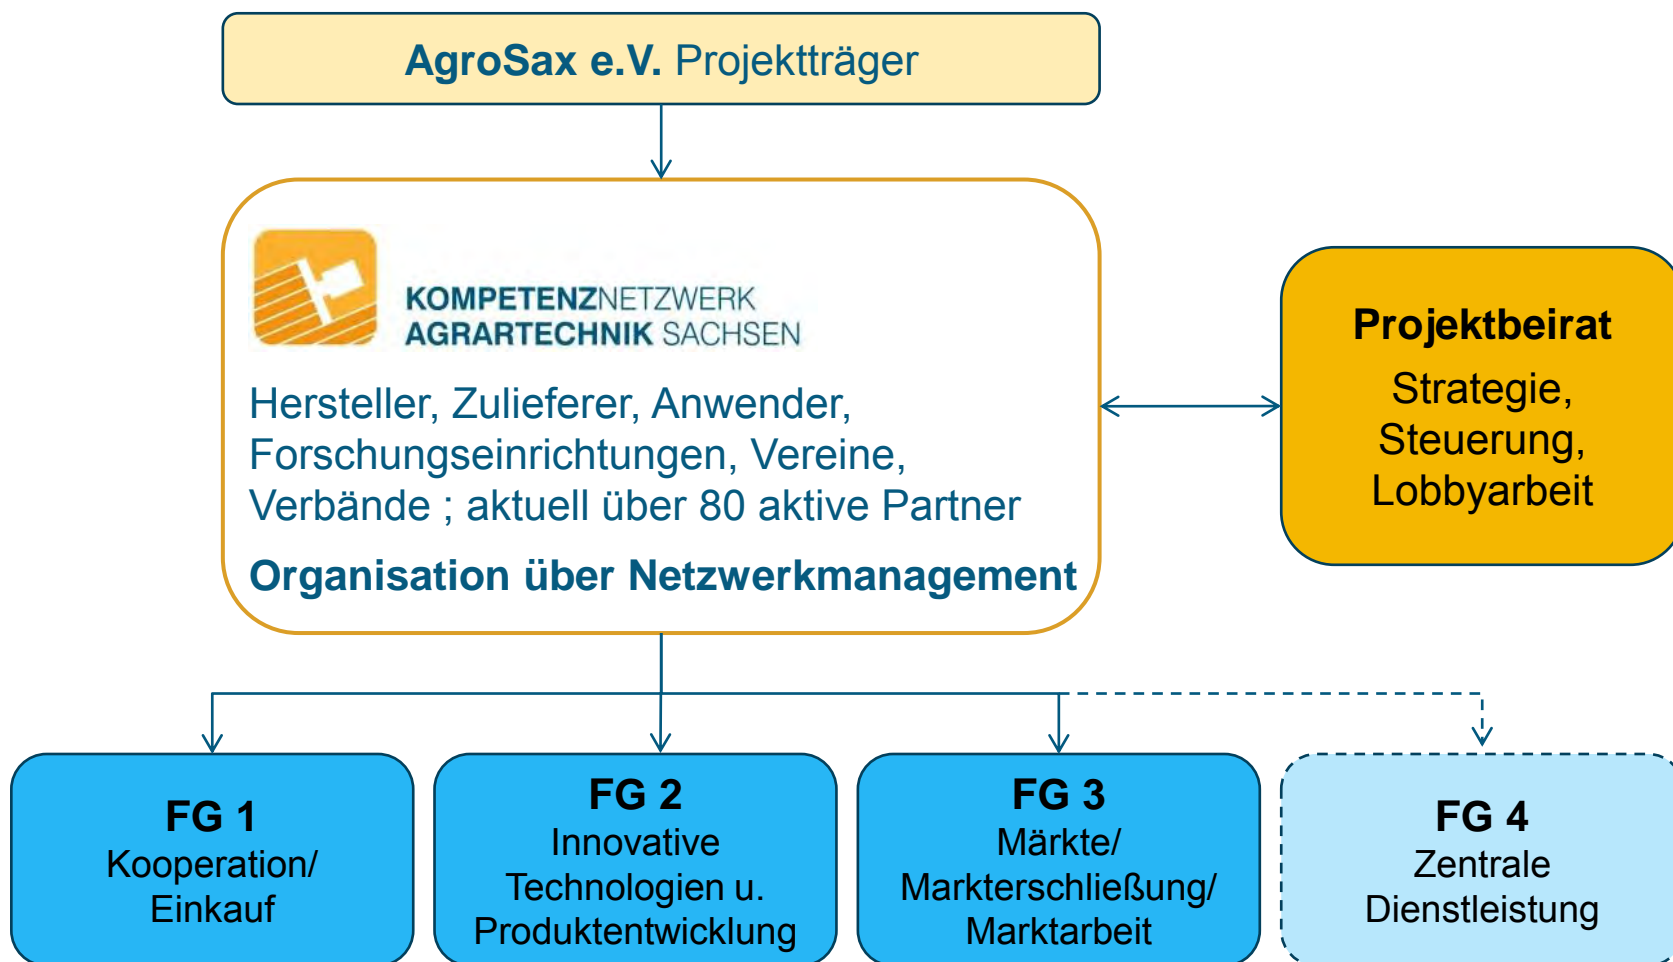 AgroSax e.V. Projektträger
KOMPETENZNETZWERK
AGRARTECHNIK SACHSEN
Hersteller, Zulieferer, Anwender,
Forschungseinrichtungen, Vereine,
Verbände ; aktuell über 80 aktive Partner
Organisation über Netzwerkmanagement
Projektbeirat
Strategie,
Steuerung,
Lobbyarbeit
FG 1
Kooperation/
Einkauf
FG 2
Innovative
Technologien u.
Produktentwicklung
FG 3
Märkte/
Markterschließung/
Marktarbeit
FG 4
Zentrale
Dienstleistung